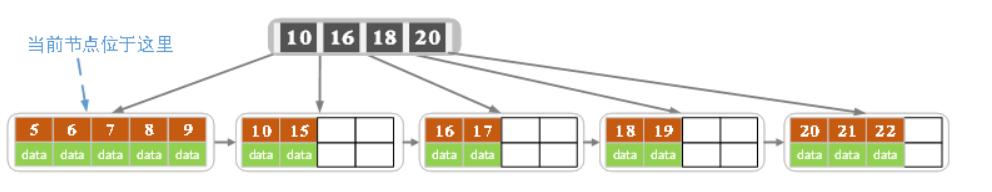 10 16 18 20
当前节点位于这里
5 6 7 8 9 10 15 16 17 18 19 20 21 22
data data data data data data data data data data data data data data